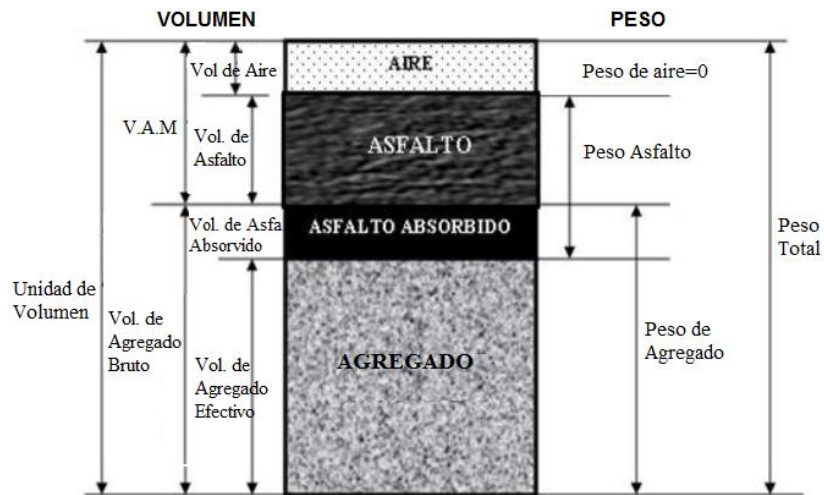 VOLUMEN
PESO
Vol de Aire
AIRE
Peso de aire=0
V.A.M
Vol. de
Asfalto
ASFALTO
Peso Asfalto
Vol. de Asfa
Absorvido
ASFALTO ABSORBIDO
Peso
Total
Unidad de
Volumen
Vol. de
Agregado
Bruto
Vol. de
Agregado
Efectivo
AGREGADO
Peso de
Agregado